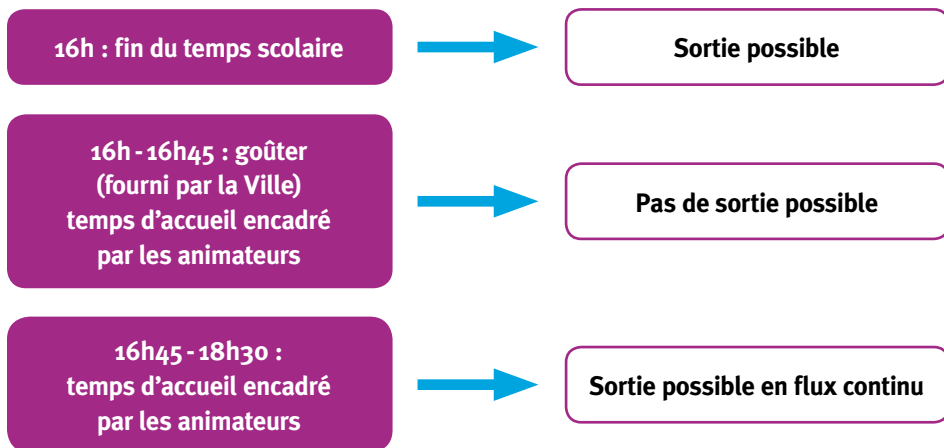 16h : fin du temps scolaire
Sortie possible
16h - 16h45 : goûter
(fourni par la Ville)
temps d’accueil encadré
par les animateurs
Pas de sortie possible
16h45 - 18h30 :
temps d’accueil encadré
par les animateurs
Sortie possible en flux continu